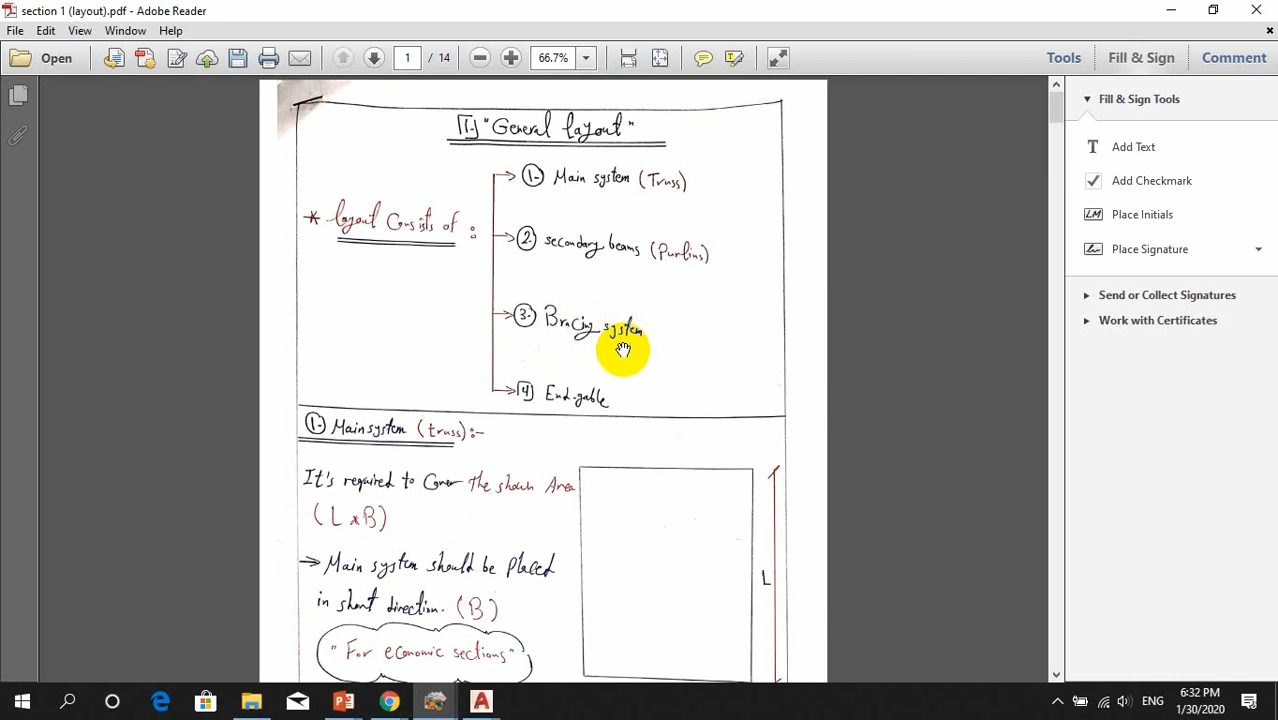 section 1 (layout).pdf - Adobe Reader
File Edit View Window Help
Open 1 / 14 66.7% Tools Fill & Sign Comment
Fill & Sign Tools
Add Text
Add Checkmark
Place Initials
Place Signature
Send or Collect Signatures
Work with Certificates
1- "General layout"
* layout Consists of :
1- Main system (Truss)
2- secondary beams (Purlins)
3- Bracing system
4 End-gable
1- Main system (truss):-
It's required to Cover the shown Area
(L * B)
→ Main system should be placed
in short direction. (B)
"For economic sections"
L
ENG 6:32 PM
1/30/2020